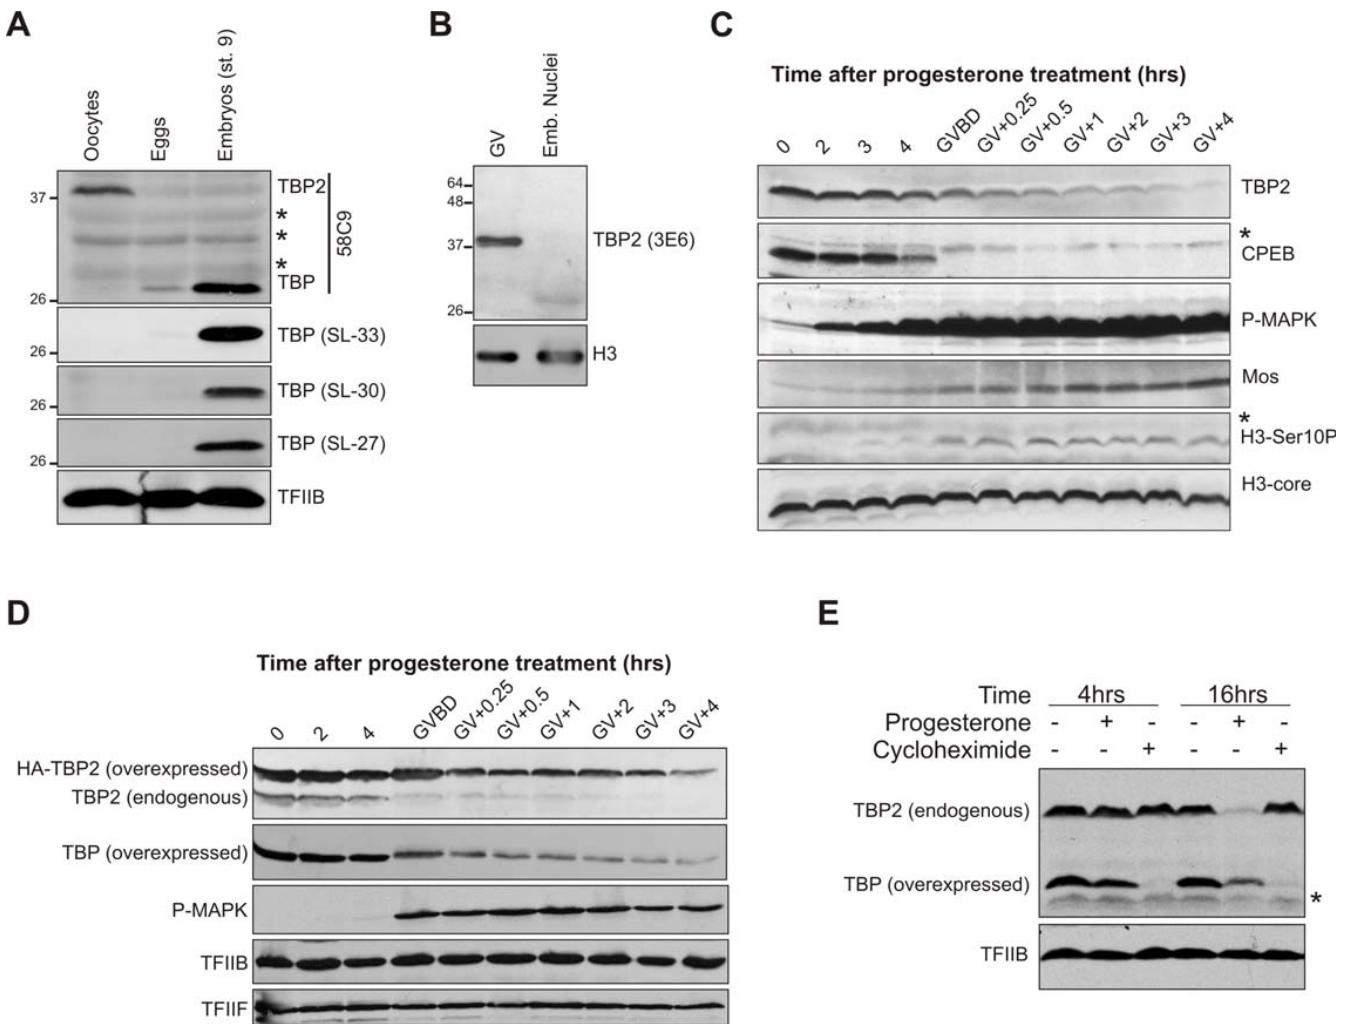 A
Oocytes
Eggs
Embryos (st. 9)
37
26
TBP2
*
*
*
TBP
58C9
26
TBP (SL-33)
26
TBP (SL-30)
26
TBP (SL-27)
TFIIB
B
GV
Emb. Nuclei
64
48
37
26
TBP2 (3E6)
H3
C
Time after progesterone treatment (hrs)
0 2 3 4 GVBD GV+0.25 GV+0.5 GV+1 GV+2 GV+3 GV+4
TBP2
*
CPEB
P-MAPK
Mos
*
H3-Ser10P
H3-core
D
Time after progesterone treatment (hrs)
0 2 4 GVBD GV+0.25 GV+0.5 GV+1 GV+2 GV+3 GV+4
HA-TBP2 (overexpressed)
TBP2 (endogenous)
TBP (overexpressed)
P-MAPK
TFIIB
TFIIF
E
Time 4hrs 16hrs
Progesterone - + - - + -
Cycloheximide - - + - - +
TBP2 (endogenous)
TBP (overexpressed)
*
TFIIB